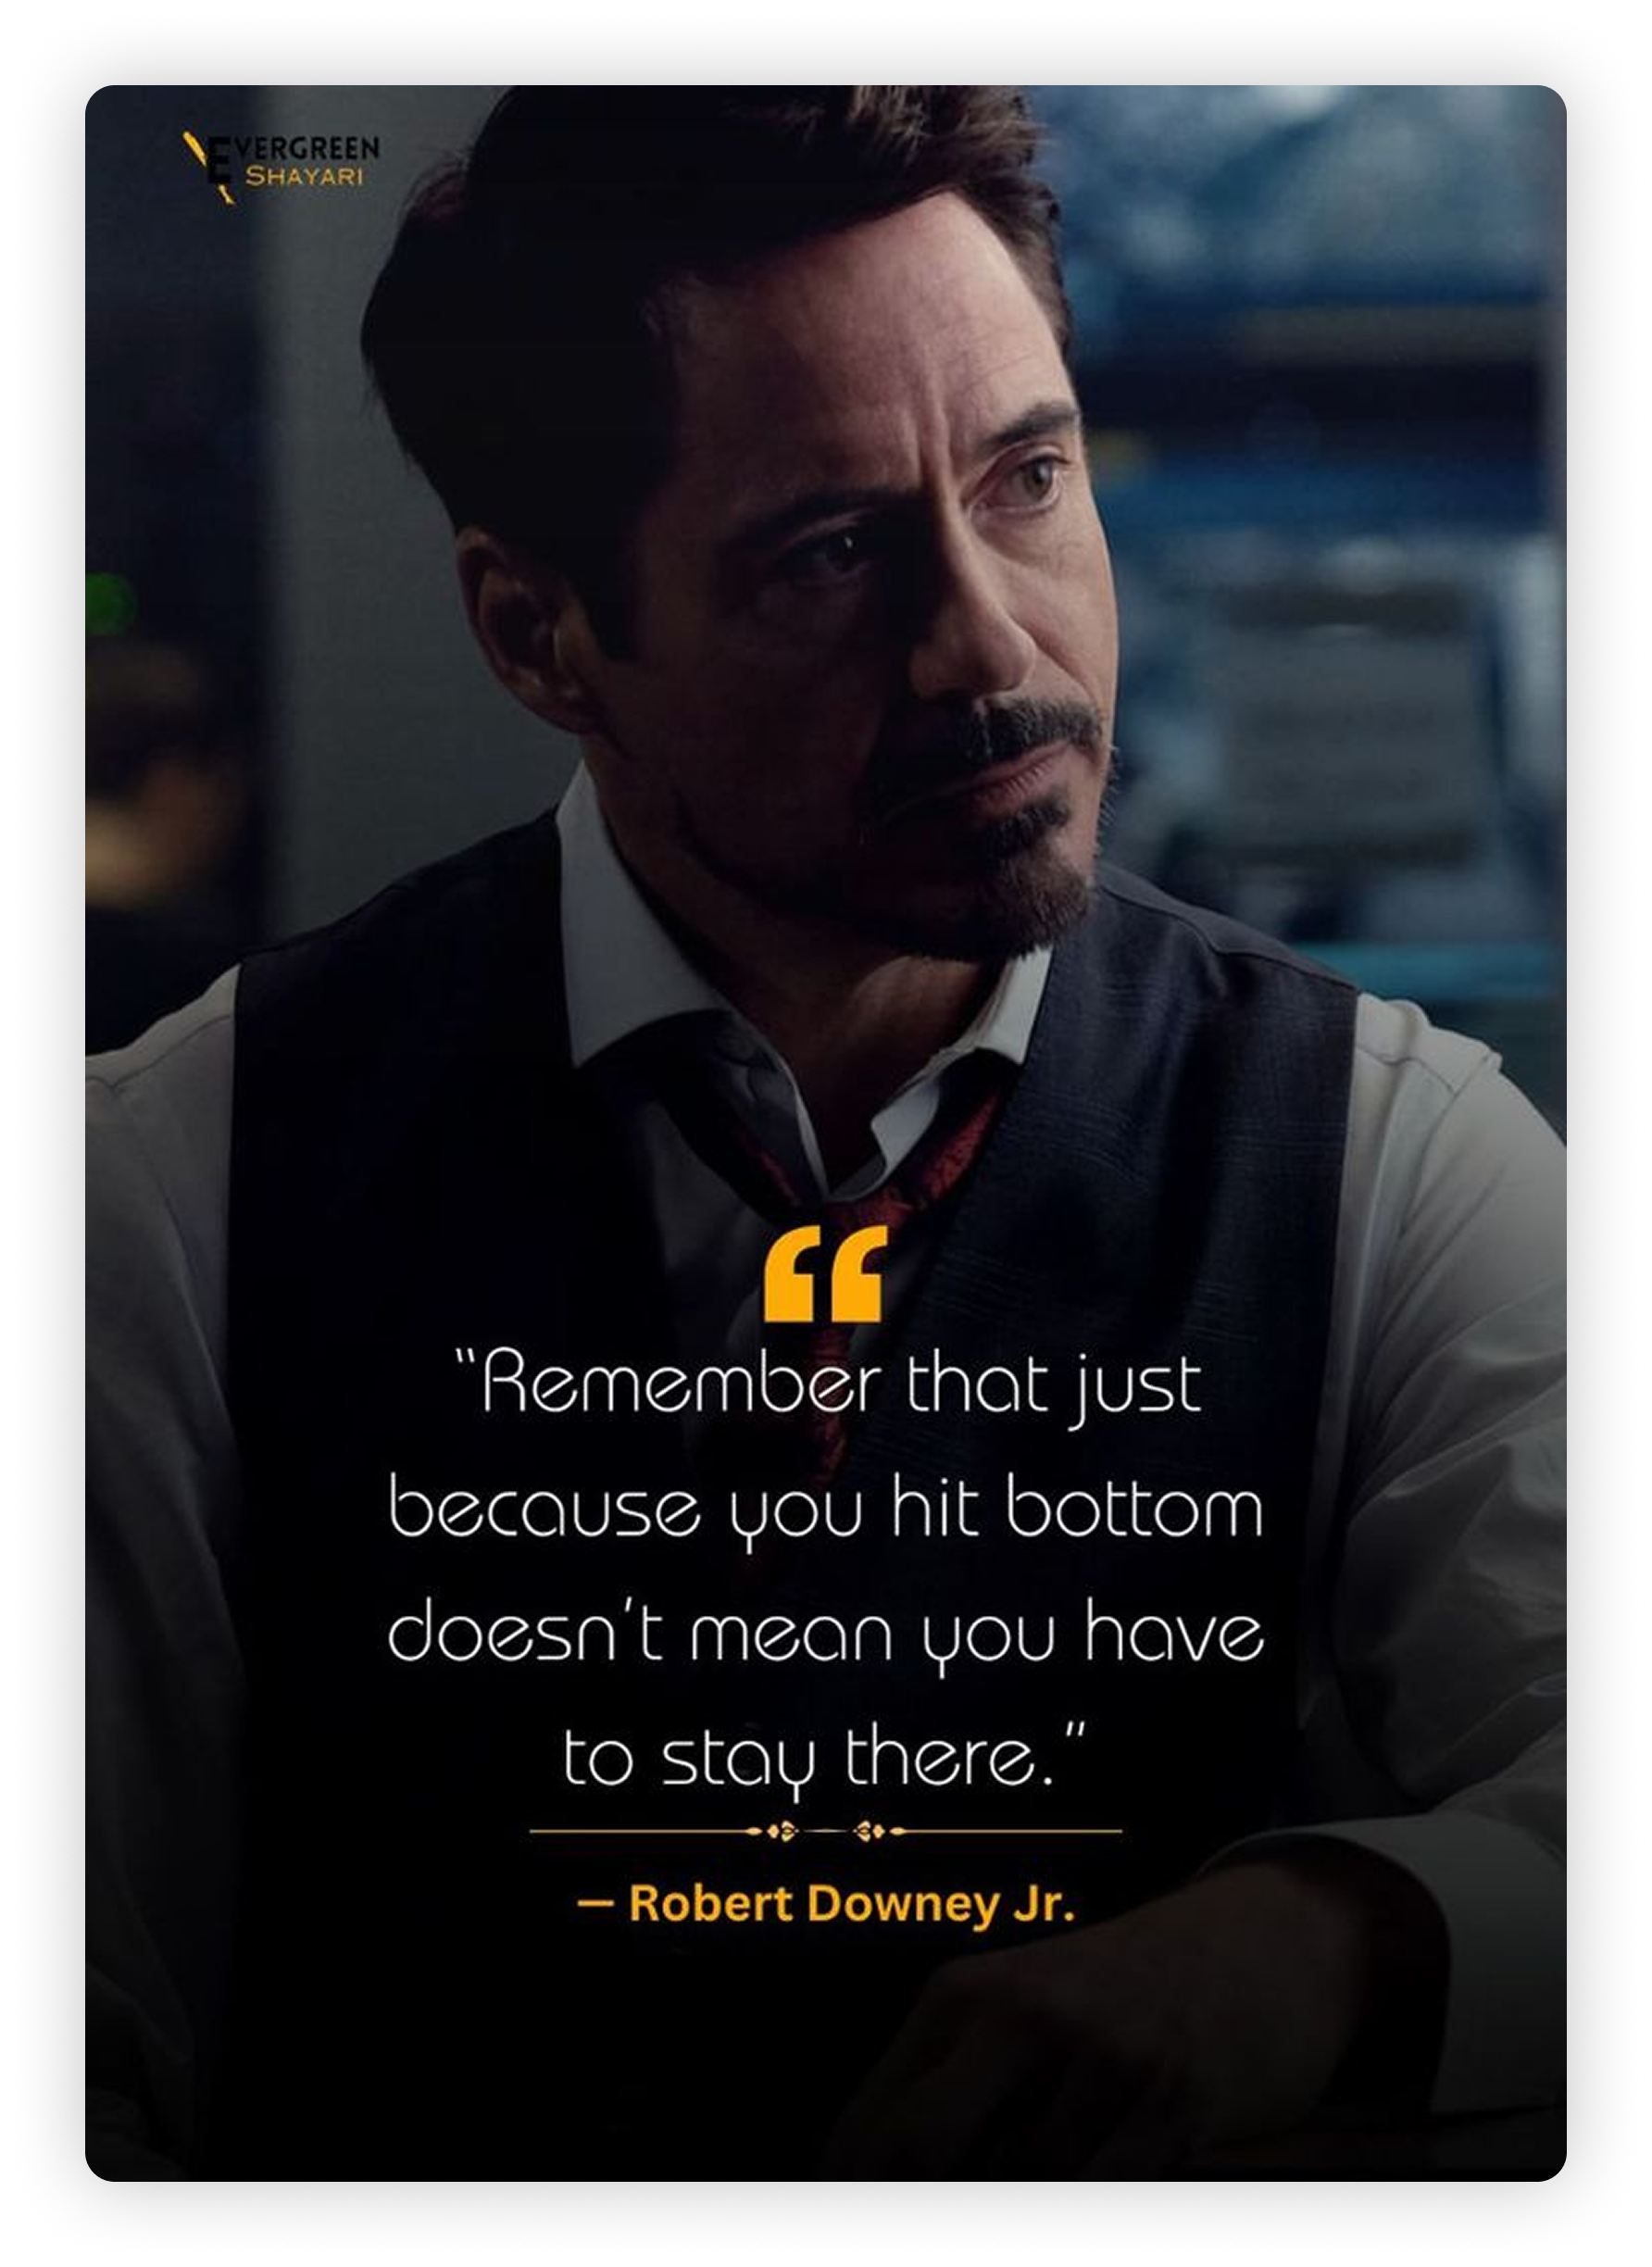 EVERGREEN
SHAYARI
“
“Remember that just
because you hit bottom
doesn't mean you have
to stay there.”
— Robert Downey Jr.